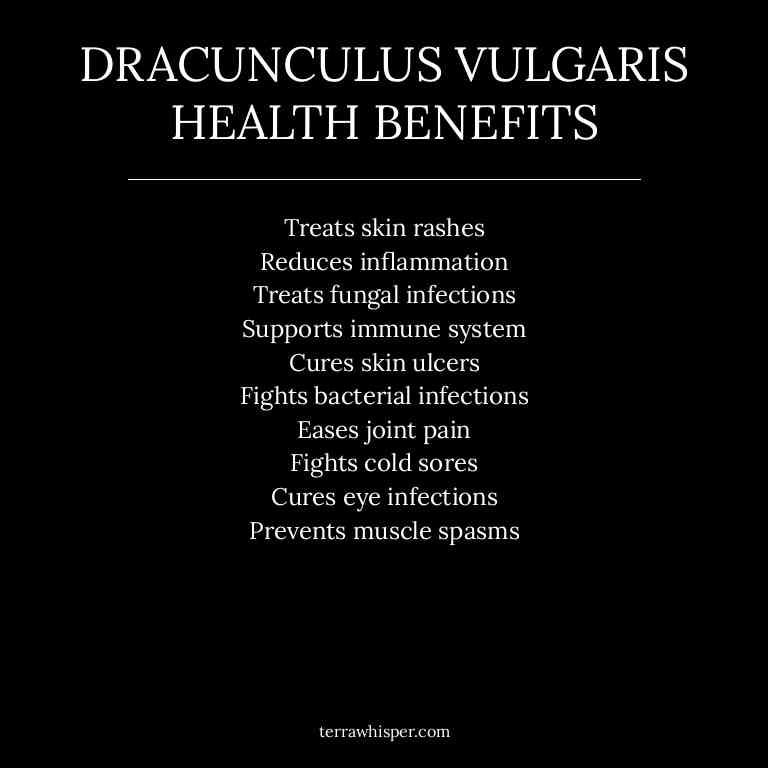 DRACUNCULUS VULGARIS
HEALTH BENEFITS
Treats skin rashes
Reduces inflammation
Treats fungal infections
Supports immune system
Cures skin ulcers
Fights bacterial infections
Eases joint pain
Fights cold sores
Cures eye infections
Prevents muscle spasms
terrawhisper.com